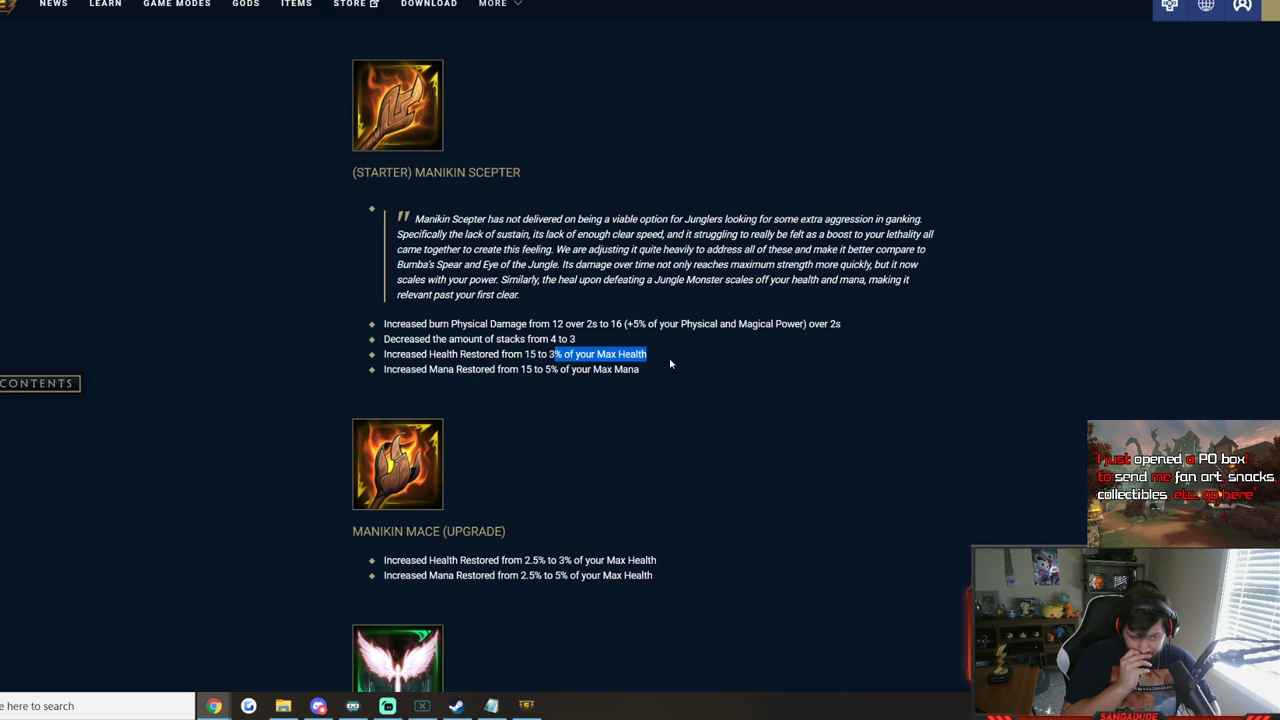 NEWS LEARN GAME MODES GODS ITEMS STORE DOWNLOAD MORE
(STARTER) MANIKIN SCEPTER
" Manikin Scepter has not delivered on being a viable option for Junglers looking for some extra aggression in ganking.
Specifically the lack of sustain, its lack of enough clear speed, and it struggling to really be felt as a boost to your lethality all
came together to create this feeling. We are adjusting it quite heavily to address all of these and make it better compare to
Bumba's Spear and Eye of the Jungle. Its damage over time not only reaches maximum strength more quickly, but it now
scales with your power. Similarly, the heal upon defeating a Jungle Monster scales off your health and mana, making it
relevant past your first clear.
Increased burn Physical Damage from 12 over 2s to 16 (+5% of your Physical and Magical Power) over 2s
Decreased the amount of stacks from 4 to 3
Increased Health Restored from 15 to 3% of your Max Health
Increased Mana Restored from 15 to 5% of your Max Mana
CONTENTS
MANIKIN MACE (UPGRADE)
Increased Health Restored from 2.5% to 3% of your Max Health
Increased Mana Restored from 2.5% to 5% of your Max Health
"I just opened a PO box!
to send me fan art, snacks,
collectibles, etc. go here"
e here to search
SANGADUDE